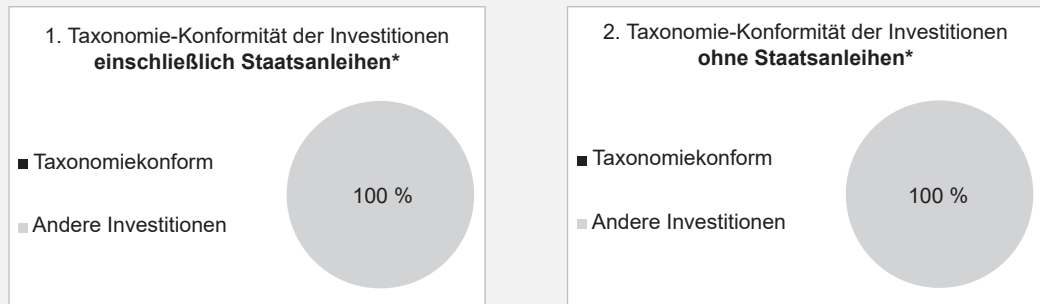 1. Taxonomie-Konformität der Investitionen
einschließlich Staatsanleihen*
Taxonomiekonform
Andere Investitionen
100 %
2. Taxonomie-Konformität der Investitionen
ohne Staatsanleihen*
Taxonomiekonform
Andere Investitionen
100 %